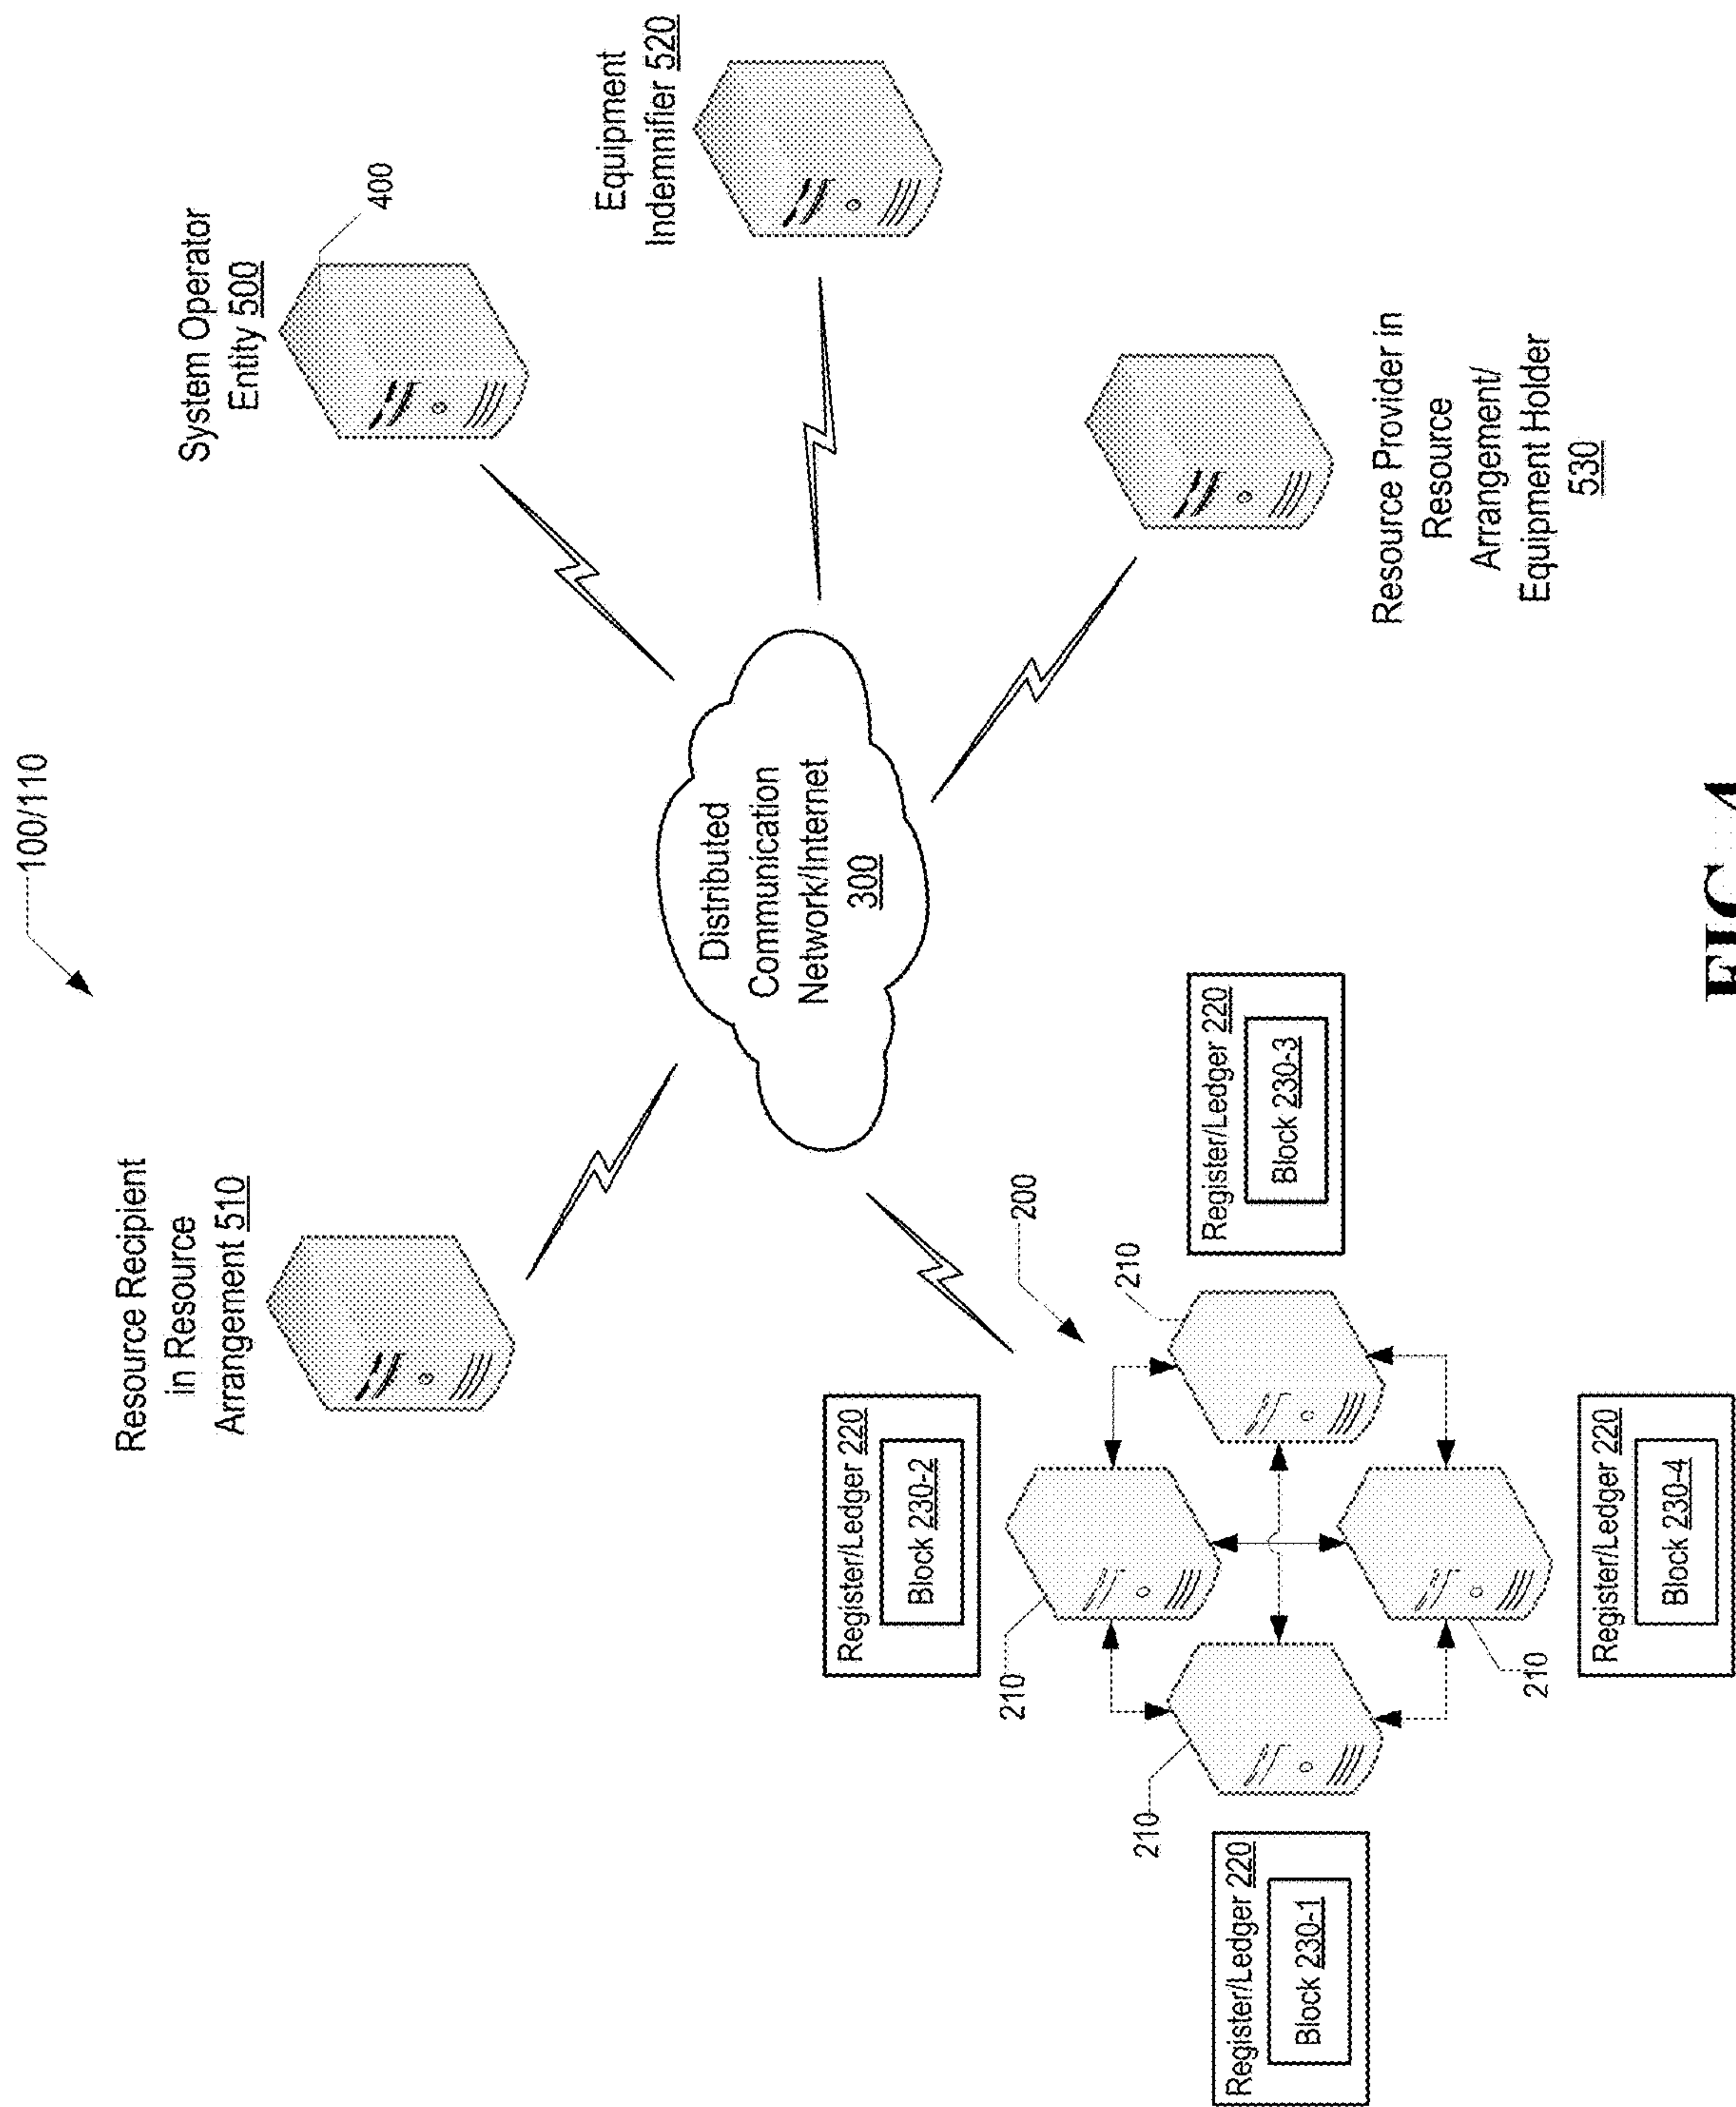 100/110
System Operator
Entity 500
400
Equipment
Indemnifier 520
Resource Recipient
in Resource
Arrangement 510
Distributed
Communication
Network/Internet
300
Resource Provider in
Resource
Arrangement/
Equipment Holder
530
200
Register/Ledger 220
Block 230-2
210
210
Register/Ledger 220
Block 230-3
Register/Ledger 220
Block 230-1
210
210
Register/Ledger 220
Block 230-4